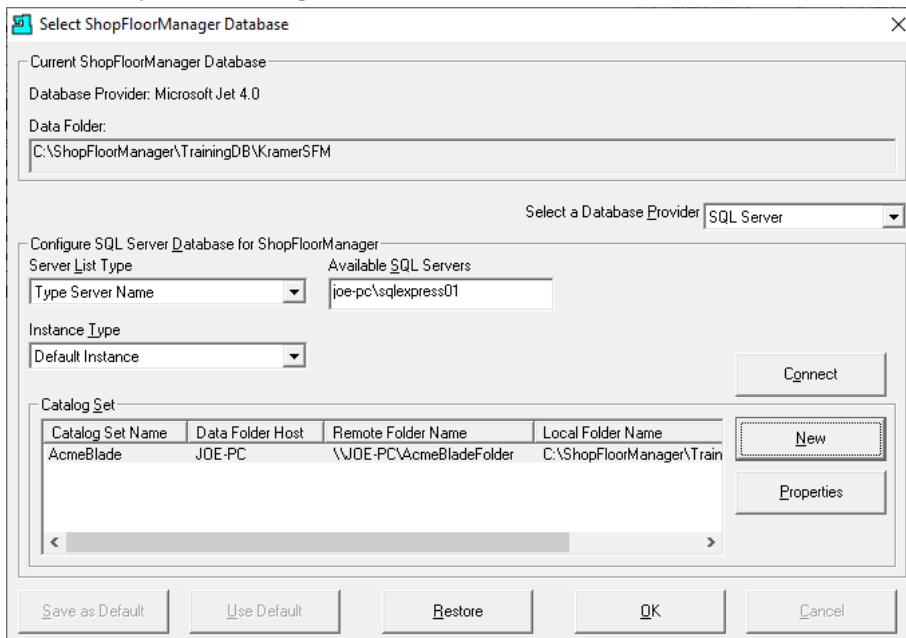 Select ShopFloorManager Database
Current ShopFloorManager Database
Database Provider: Microsoft Jet 4.0
Data Folder:
C:\ShopFloorManager\TrainingDB\KramerSFM
Select a Database Provider SQL Server
Configure SQL Server Database for ShopFloorManager
Server List Type Available SQL Servers
Type Server Name joe-pc\sqlexpress01
Instance Type
Default Instance
Connect
Catalog Set
Catalog Set Name Data Folder Host Remote Folder Name Local Folder Name
New
AcmeBlade JOE-PC \\JOE-PC\AcmeBladeFolder C:\ShopFloorManager\Train
Properties
Save as Default Use Default Restore OK Cancel